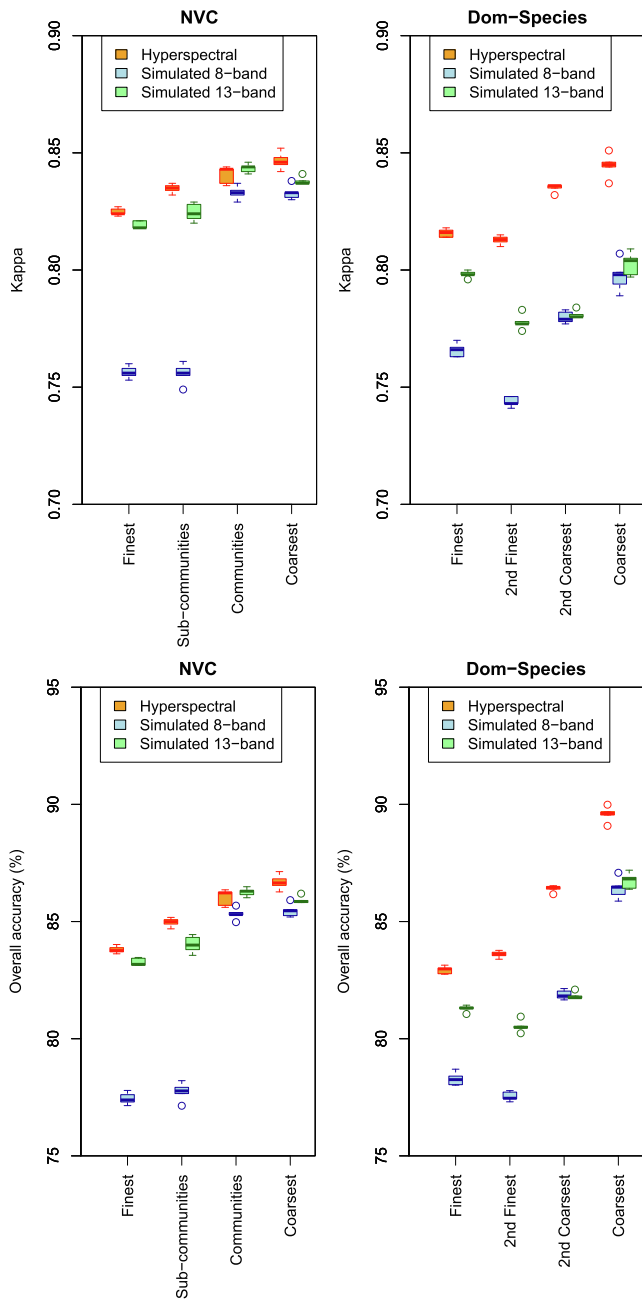 NVC
Hyperspectral
Simulated 8−band
Simulated 13−band
Kappa
0.90
0.85
0.80
0.75
0.70
Finest
Sub−communities
Communities
Coarsest
Dom−Species
Hyperspectral
Simulated 8−band
Simulated 13−band
Kappa
0.90
0.85
0.80
0.75
0.70
Finest
2nd Finest
2nd Coarsest
Coarsest
NVC
Hyperspectral
Simulated 8−band
Simulated 13−band
Overall accuracy (%)
95
90
85
80
75
Finest
Sub−communities
Communities
Coarsest
Dom−Species
Hyperspectral
Simulated 8−band
Simulated 13−band
Overall accuracy (%)
95
90
85
80
75
Finest
2nd Finest
2nd Coarsest
Coarsest